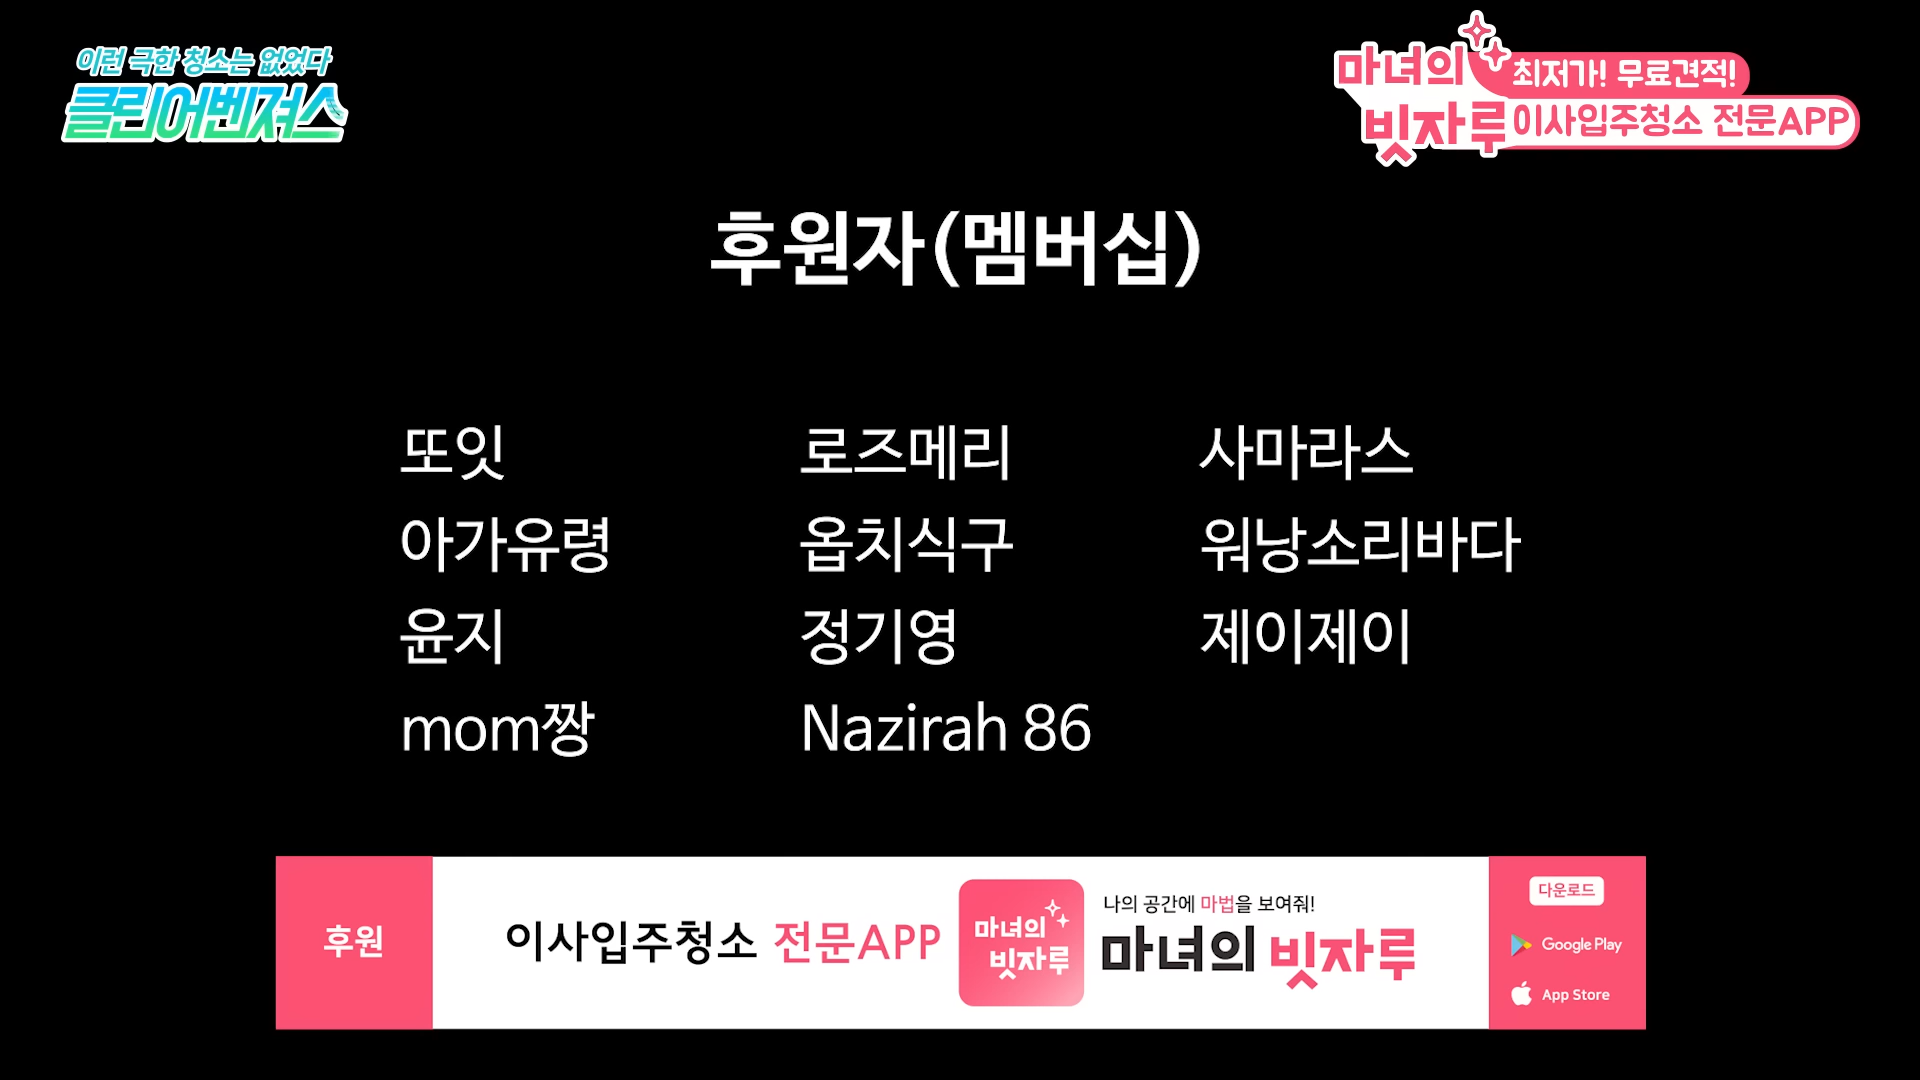 이런 극한 청소는 없었다
클린어벤져스
마녀의 빗자루
최저가! 무료견적!
이사입주청소 전문APP
후원자(멤버십)
또잇 로즈메리 사마라스
아가유령 옵치식구 워낭소리바다
윤지 정기영 제이제이
mom짱 Nazirah 86
후원
이사입주청소 전문APP
마녀의
빗자루
나의 공간에 마법을 보여줘!
마녀의 빗자루
다운로드
Google Play
App Store